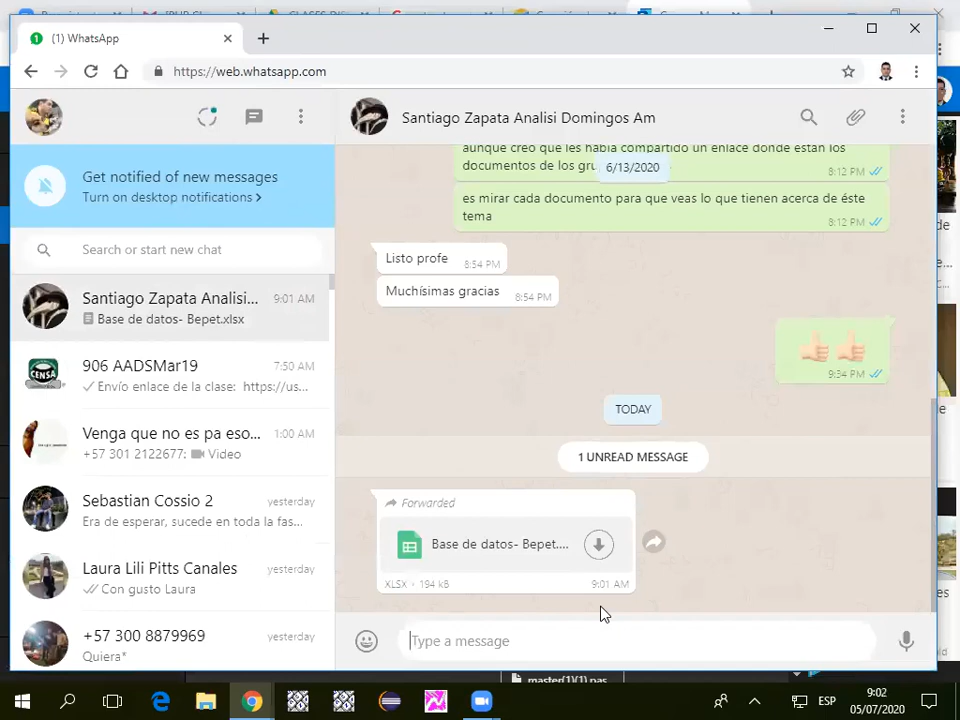 (1) WhatsApp
https://web.whatsapp.com
Get notified of new messages
Turn on desktop notifications >
Search or start new chat
Santiago Zapata Analisi... 9:01 AM
Base de datos- Bepet.xlsx
906 AADSMar19 7:50 AM
Envío enlace de la clase: https://us...
Venga que no es pa eso... 1:00 AM
+57 301 2122677: Video
Sebastian Cossio 2 yesterday
Era de esperar, sucede en toda la fas...
Laura Lili Pitts Canales yesterday
Con gusto Laura
+57 300 8879969 yesterday
Quiera*
Santiago Zapata Analisi Domingos Am
aunque creo que les había compartido un enlace donde están los
documentos de los gru
8:12 PM
6/13/2020
es mirar cada documento para que veas lo que tienen acerca de éste
tema
8:12 PM
Listo profe 8:54 PM
Muchísimas gracias 8:54 PM
9:54 PM
TODAY
1 UNREAD MESSAGE
Forwarded
Base de datos- Bepet....
XLSX • 194 kB 9:01 AM
Type a message
master(1)(1).pas
ESP
9:02
05/07/2020